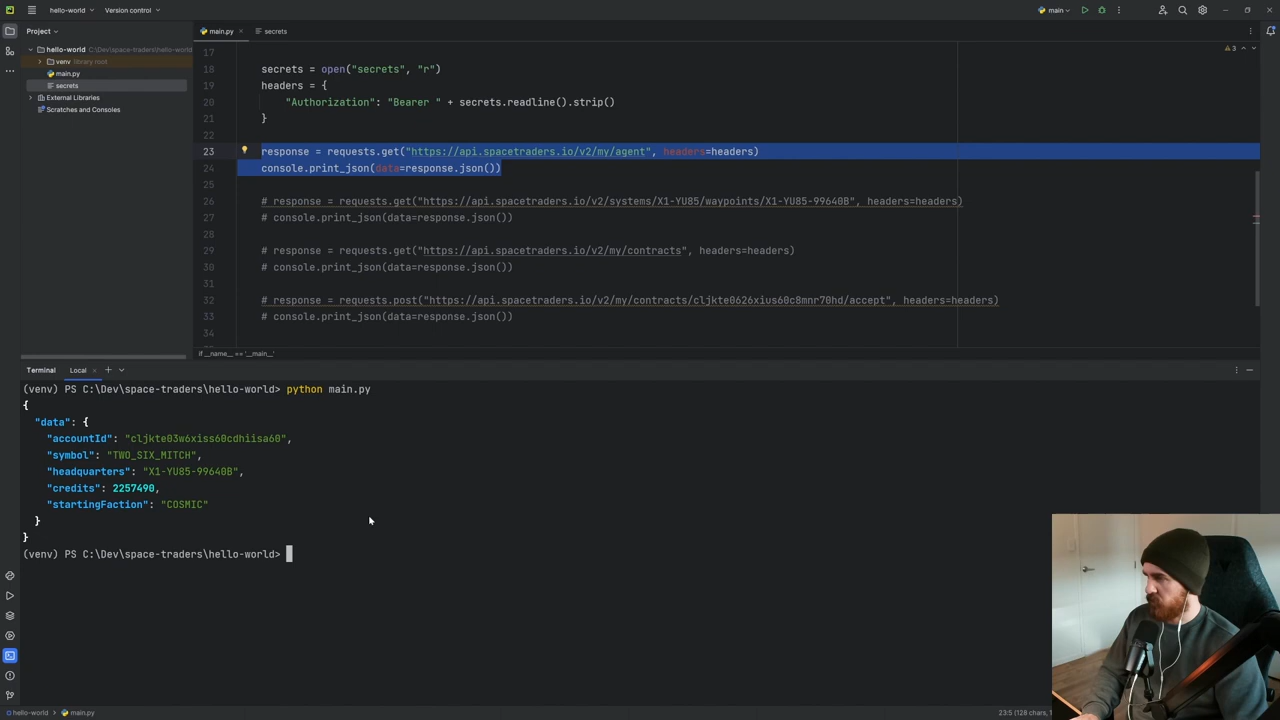 hello-world
Version control
main
Project
main.py
secrets
hello-world C:\Dev\space-traders\hello-world
venv library root
main.py
secrets
External Libraries
Scratches and Consoles
3
17
18 secrets = open("secrets", "r")
19 headers = {
20 "Authorization": "Bearer " + secrets.readline().strip()
21 }
22
23 response = requests.get("https://api.spacetraders.io/v2/my/agent", headers=headers)
24 console.print_json(data=response.json())
25
26 # response = requests.get("https://api.spacetraders.io/v2/systems/X1-YU85/waypoints/X1-YU85-99640B", headers=headers)
27 # console.print_json(data=response.json())
28
29 # response = requests.get("https://api.spacetraders.io/v2/my/contracts", headers=headers)
30 # console.print_json(data=response.json())
31
32 # response = requests.post("https://api.spacetraders.io/v2/my/contracts/cljkte0626xius60c8mnr70hd/accept", headers=headers)
33 # console.print_json(data=response.json())
34
if __name__ == '__main__'
Terminal Local
(venv) PS C:\Dev\space-traders\hello-world> python main.py
{
"data": {
"accountId": "cljkte03w6xiss60cdhiisa60",
"symbol": "TWO_SIX_MITCH",
"headquarters": "X1-YU85-99640B",
"credits": 2257490,
"startingFaction": "COSMIC"
}
}
(venv) PS C:\Dev\space-traders\hello-world>
hello-world > main.py
23:5 (128 chars, 1